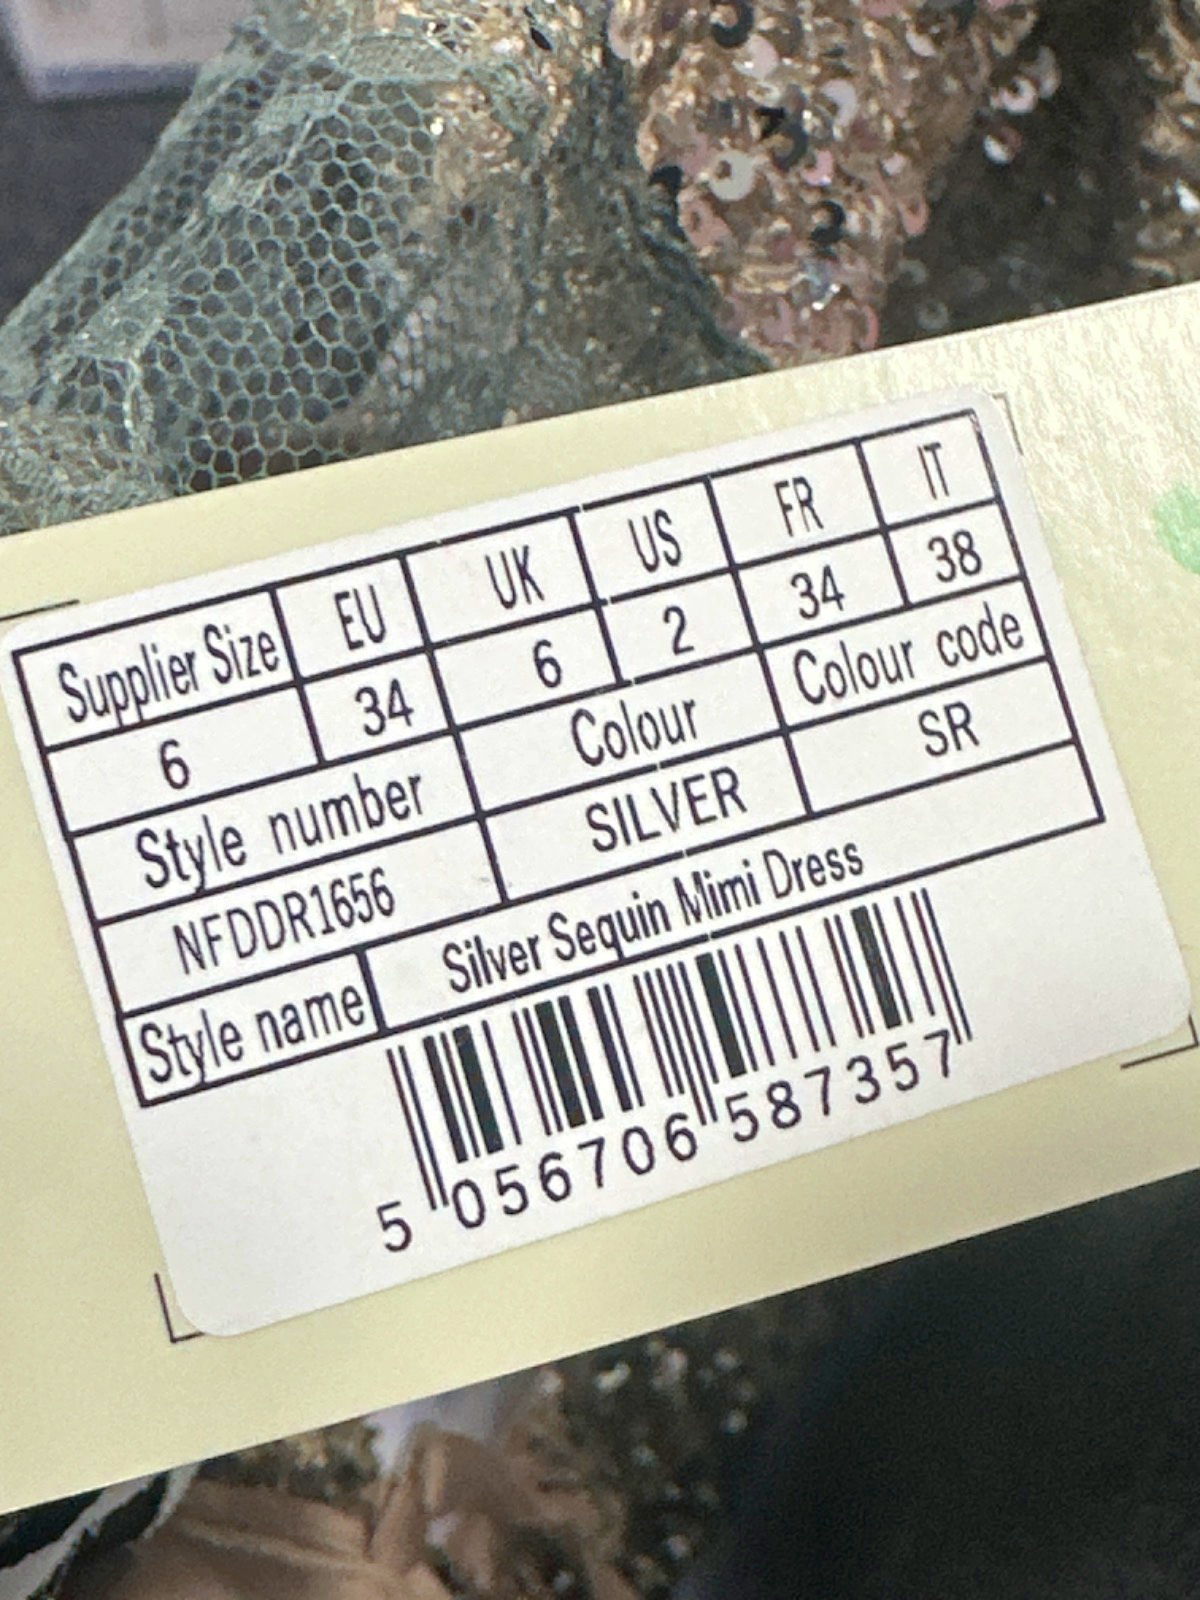 Supplier Size EU UK US FR IT
6 34 6 2 34 38
Style number Colour Colour code
NFDDR1656 SILVER SR
Style name Silver Sequin Mimi Dress
5 056706 587357